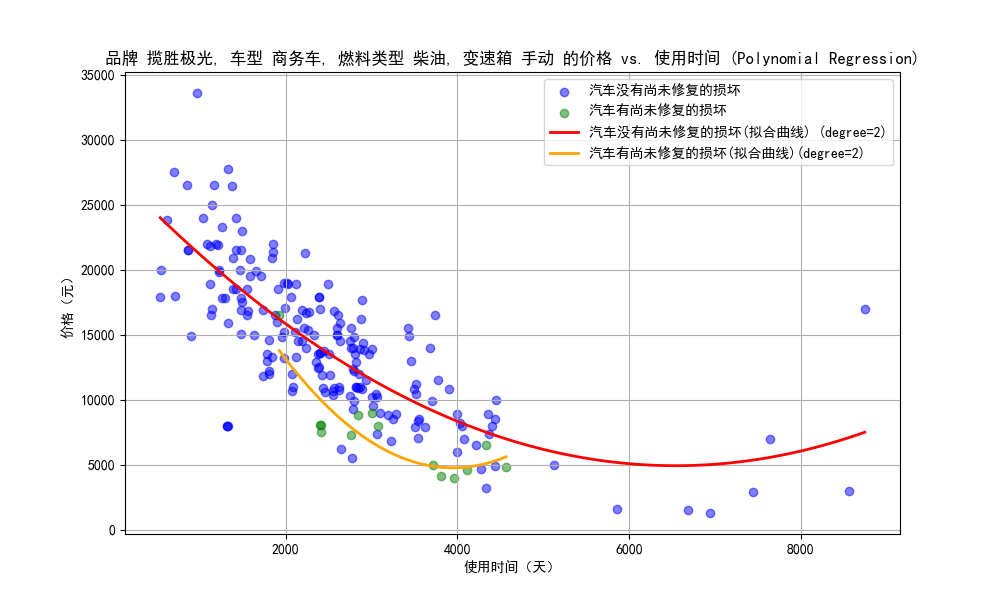 品牌 揽胜极光, 车型 商务车, 燃料类型 柴油, 变速箱 手动 的价格 vs. 使用时间 (Polynomial Regression)
汽车没有尚未修复的损坏
汽车有尚未修复的损坏
汽车没有尚未修复的损坏(拟合曲线) (degree=2)
汽车有尚未修复的损坏(拟合曲线)(degree=2)
价格（元）
35000
30000
25000
20000
15000
10000
5000
0
2000
4000
6000
8000
使用时间（天）